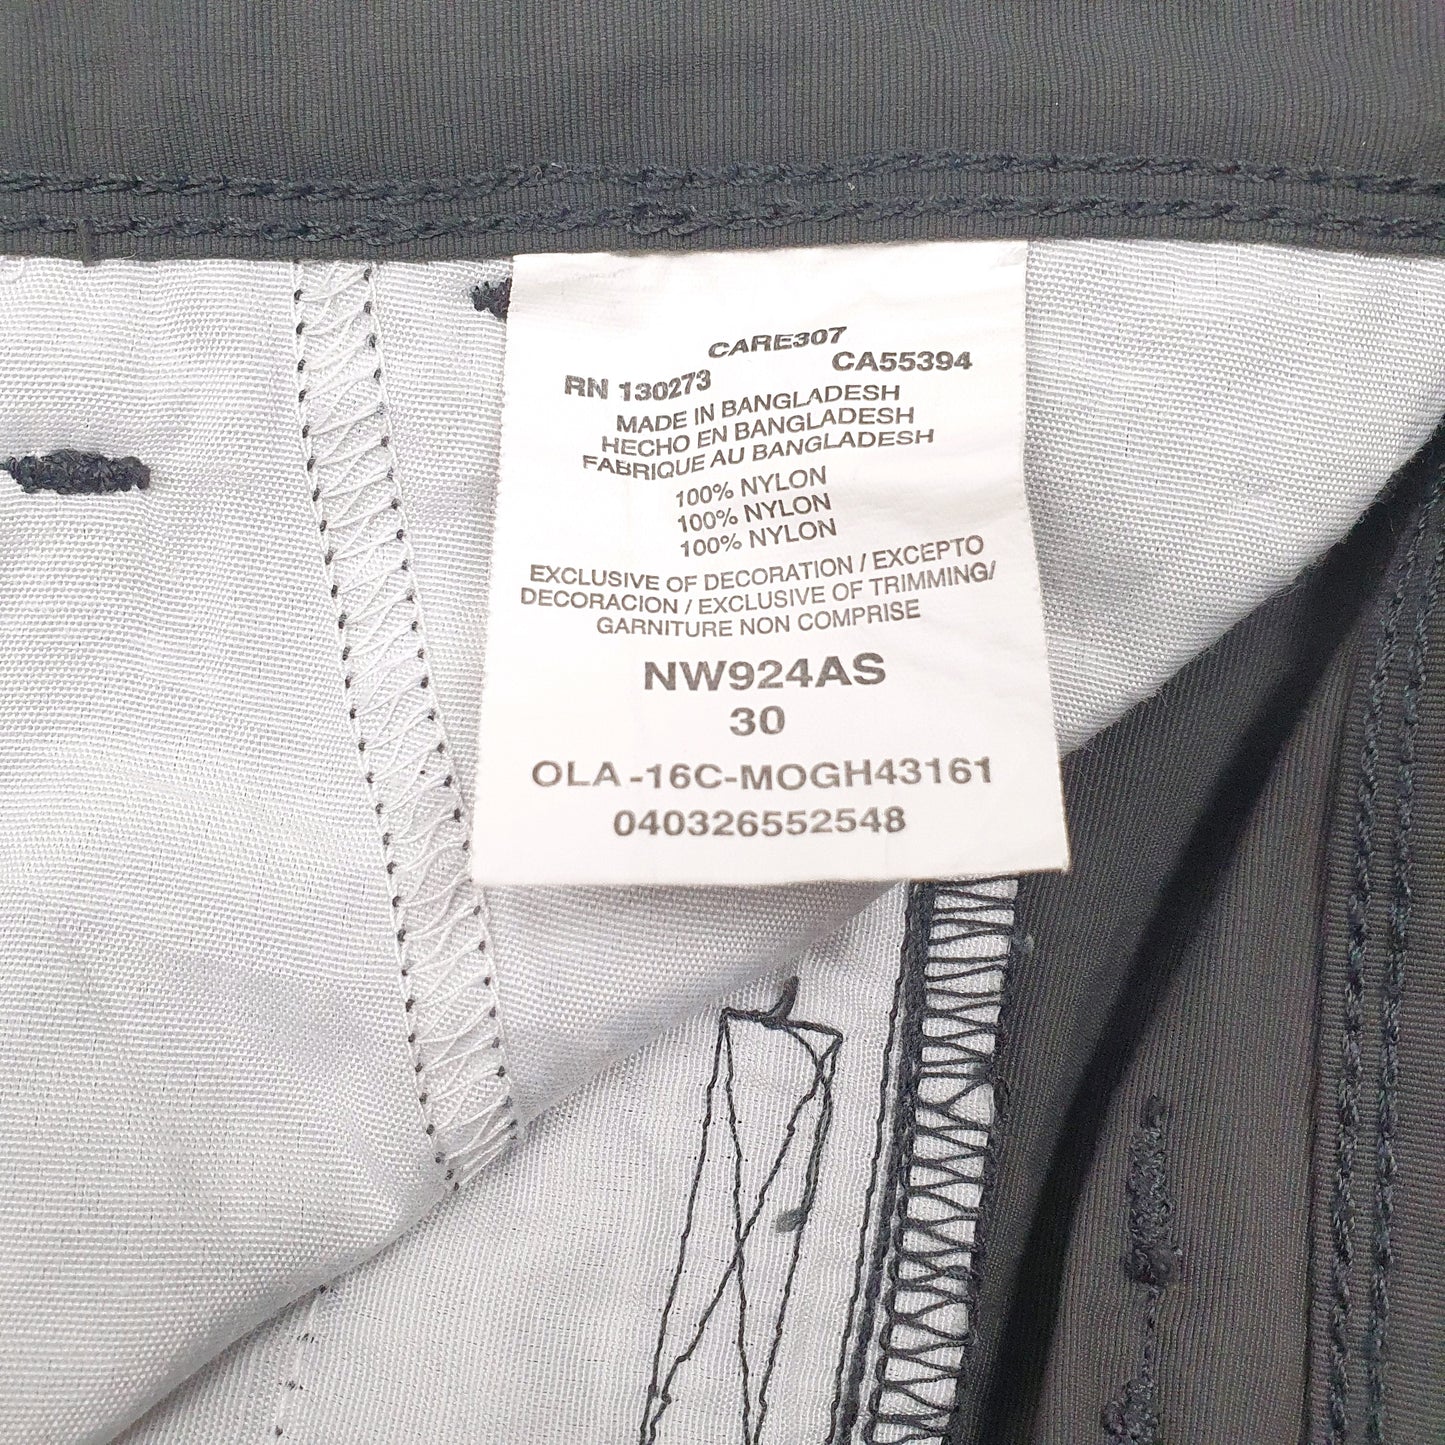 CARE307
RN 130273 CA55394
MADE IN BANGLADESH
HECHO EN BANGLADESH
FABRIQUE AU BANGLADESH
100% NYLON
100% NYLON
100% NYLON
EXCLUSIVE OF DECORATION / EXCEPTO
DECORACION / EXCLUSIVE OF TRIMMING/
GARNITURE NON COMPRISE
NW924AS
30
OLA -16C-MOGH43161
040326552548